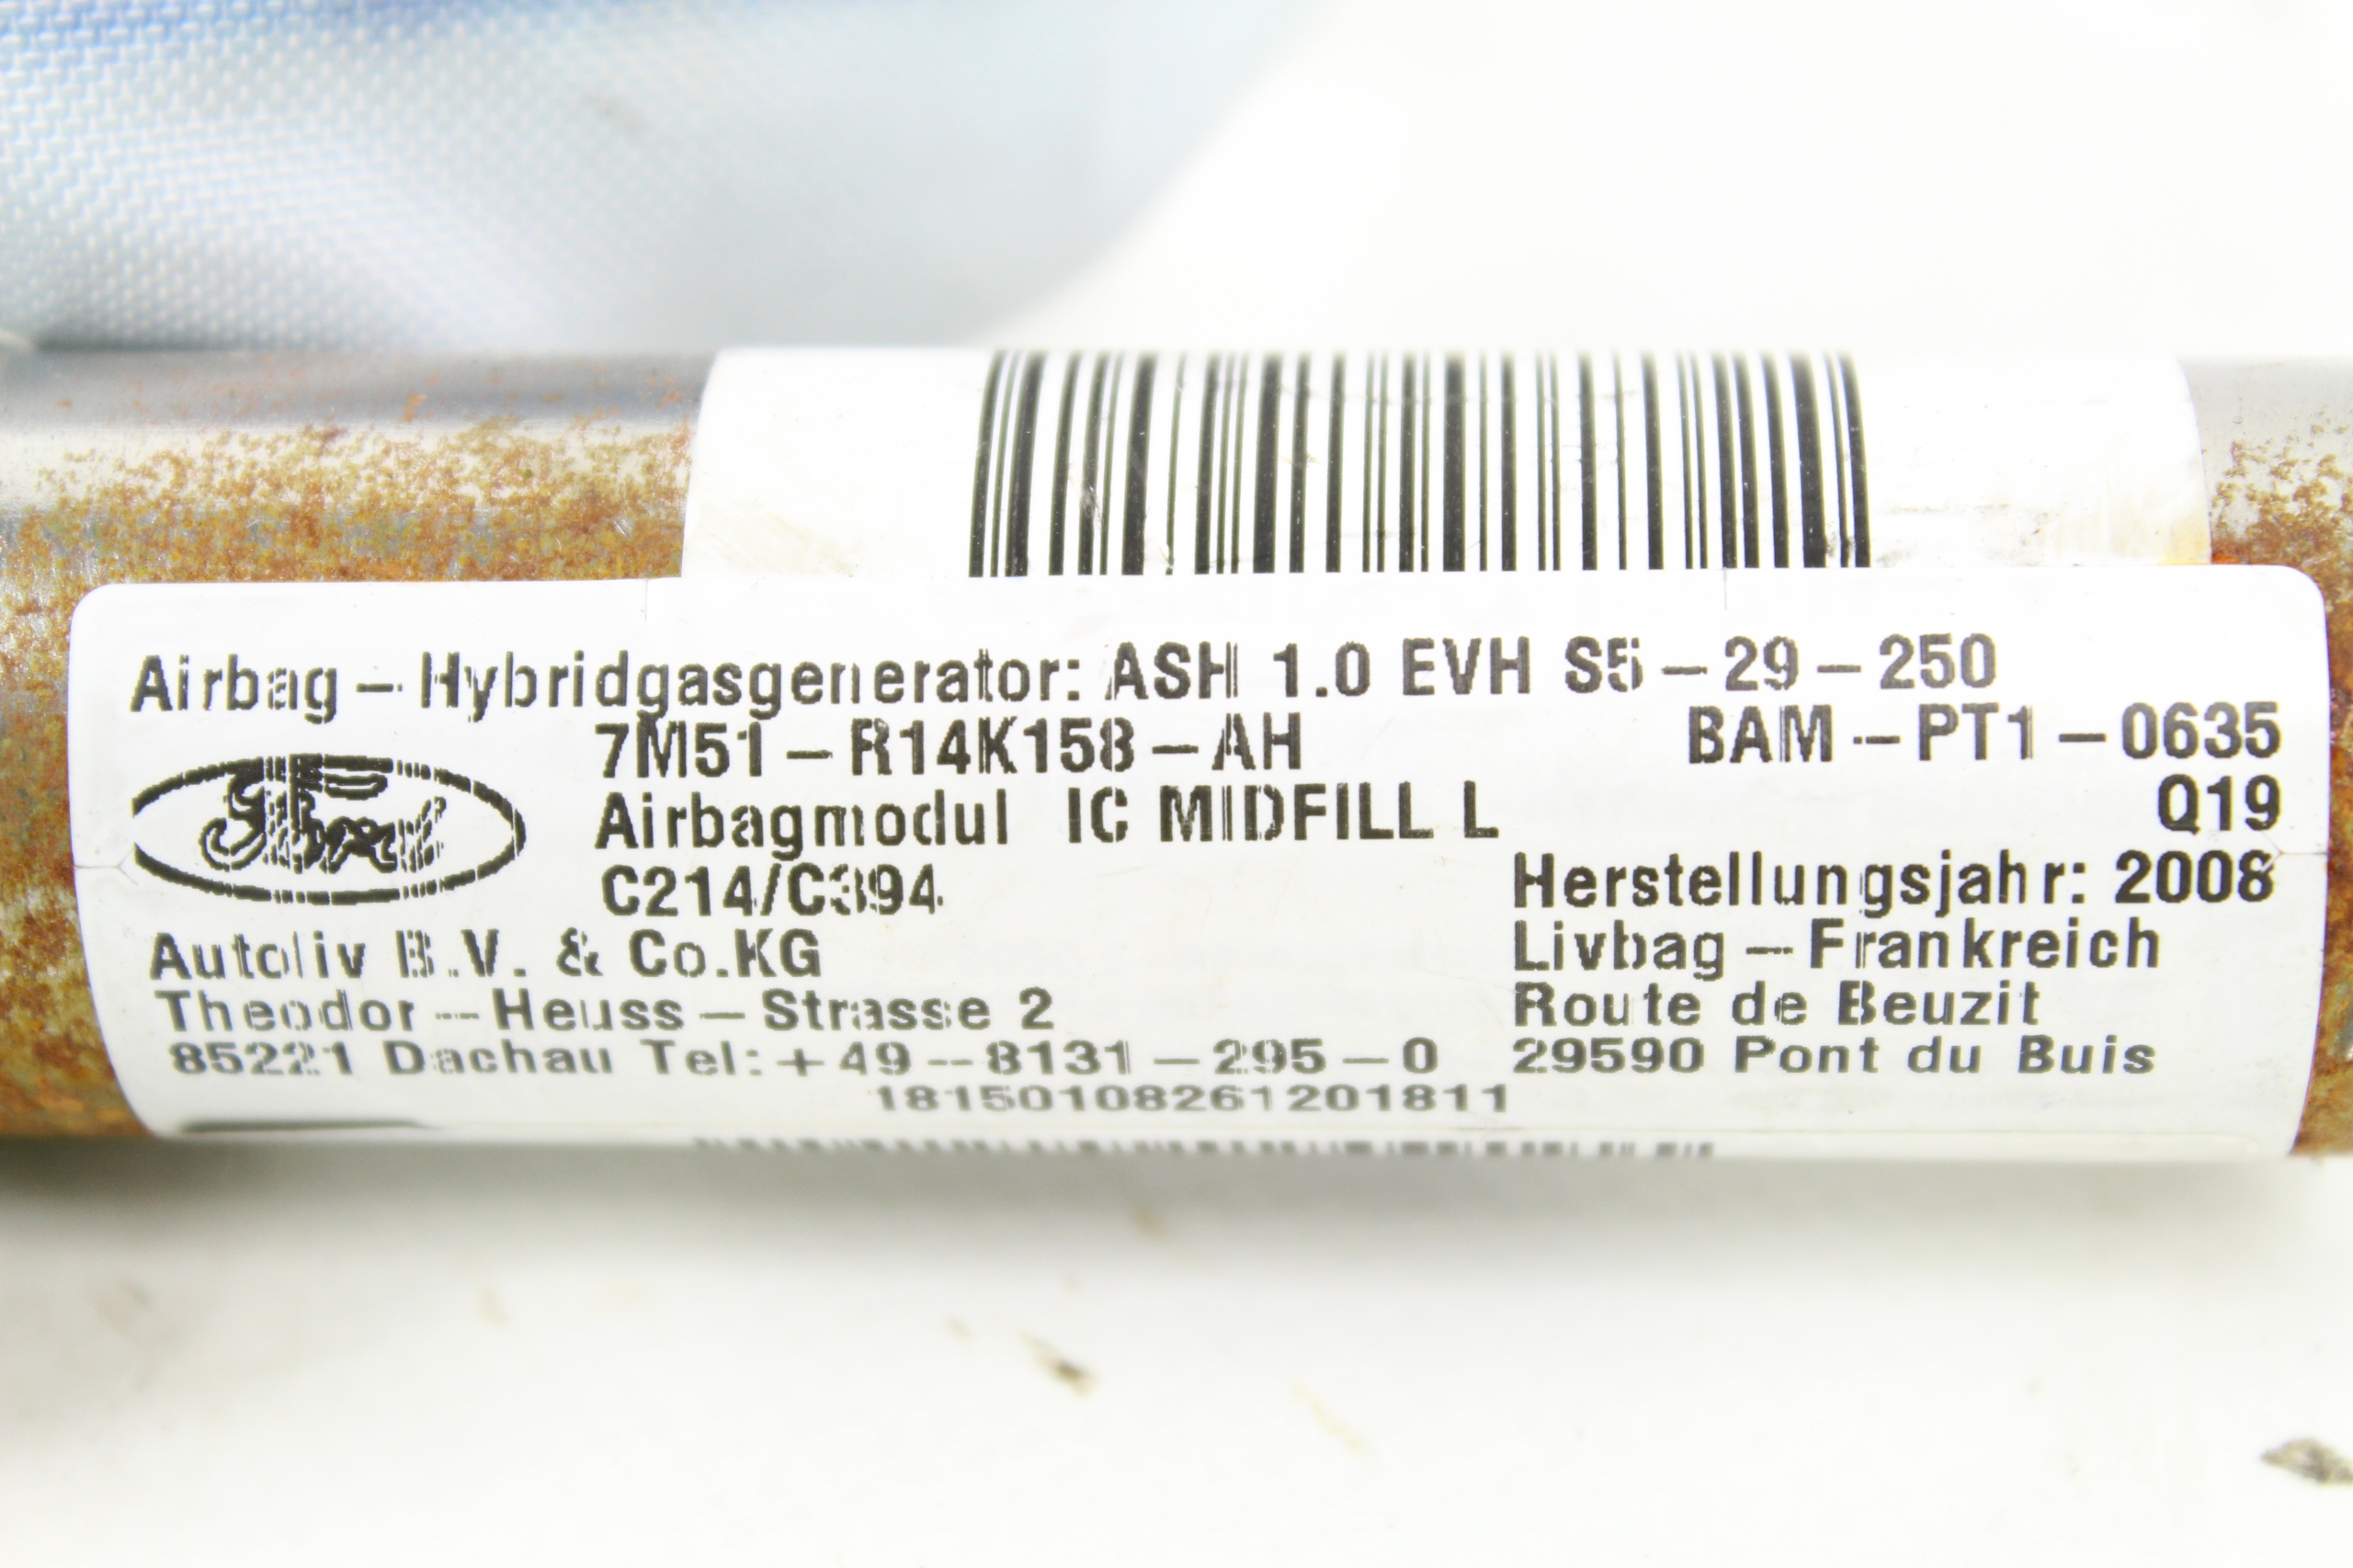 Airbag – Hybridgasgenerator: ASH 1.0 EVH S5 – 29 – 250
7M51 – R14K158 – AH
BAM – PT1 – 0635
Ford
Airbagmodul IC MIDFILL L
Q19
C214/C394
Herstellungsjahr: 2008
Autoliv B.V. & Co.KG
Livbag – Frankreich
Theodor – Heuss – Strasse 2
Route de Beuzit
85221 Dachau Tel: + 49 – 8131 – 295 – 0
29590 Pont du Buis
18150108261201811